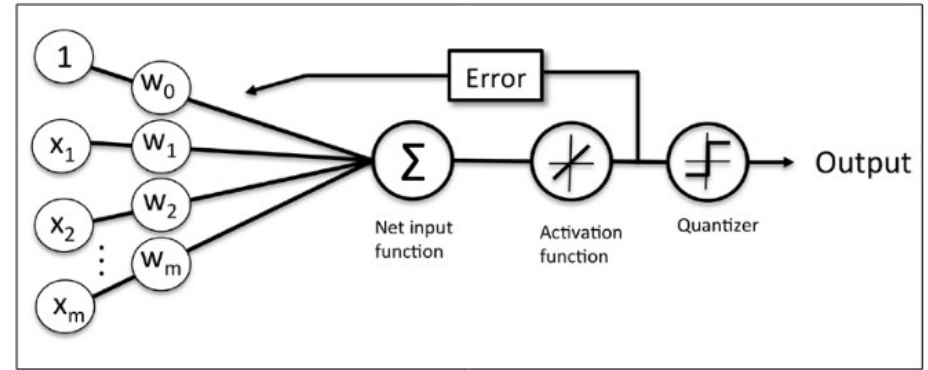 1
w₀
Error
x₁
w₁
Σ
Output
x₂
w₂
Net input
function
Activation
function
Quantizer
⋮
wₘ
xₘ